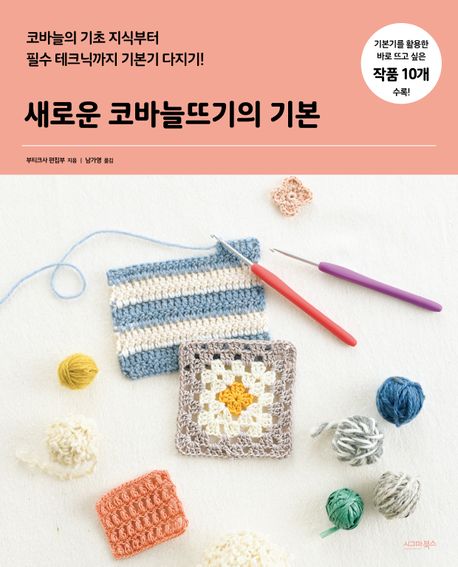 코바늘의 기초 지식부터
필수 테크닉까지 기본기 다지기!
기본기를 활용한
바로 뜨고 싶은
작품 10개
수록!
새로운 코바늘뜨기의 기본
부티크사 편집부 지음 | 남가영 옮김
시그마북스